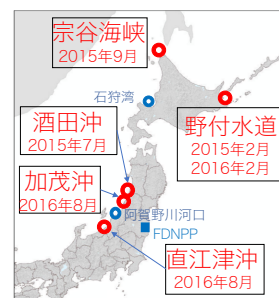 宗谷海峡
2015年9月
石狩湾
野付水道
2015年2月
2016年2月
酒田沖
2015年7月
加茂沖
2016年8月
阿賀野川河口
FDNPP
直江津沖
2016年8月